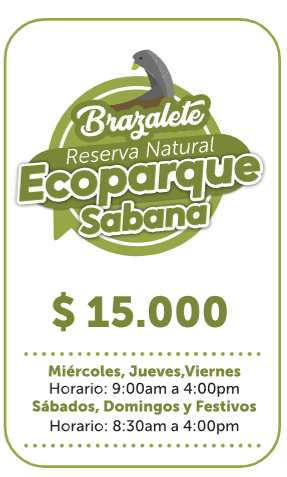 Brazalete
Reserva Natural
Ecoparque
Sabana
$ 15.000
Miércoles, Jueves,Viernes
Horario: 9:00am a 4:00pm
Sábados, Domingos y Festivos
Horario: 8:30am a 4:00pm